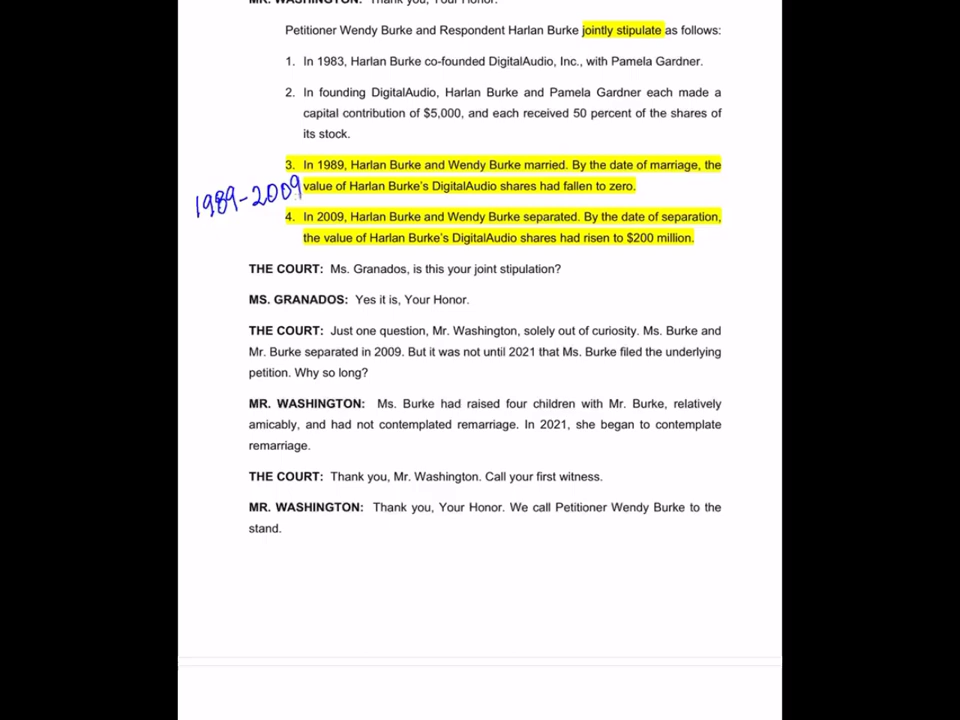 MR. WASHINGTON: Thank you, Your Honor.
Petitioner Wendy Burke and Respondent Harlan Burke jointly stipulate as follows:
1. In 1983, Harlan Burke co-founded DigitalAudio, Inc., with Pamela Gardner.
2. In founding DigitalAudio, Harlan Burke and Pamela Gardner each made a
capital contribution of $5,000, and each received 50 percent of the shares of
its stock.
3. In 1989, Harlan Burke and Wendy Burke married. By the date of marriage, the
value of Harlan Burke's DigitalAudio shares had fallen to zero.
1989-2009
4. In 2009, Harlan Burke and Wendy Burke separated. By the date of separation,
the value of Harlan Burke's DigitalAudio shares had risen to $200 million.
THE COURT: Ms. Granados, is this your joint stipulation?
MS. GRANADOS: Yes it is, Your Honor.
THE COURT: Just one question, Mr. Washington, solely out of curiosity. Ms. Burke and
Mr. Burke separated in 2009. But it was not until 2021 that Ms. Burke filed the underlying
petition. Why so long?
MR. WASHINGTON: Ms. Burke had raised four children with Mr. Burke, relatively
amicably, and had not contemplated remarriage. In 2021, she began to contemplate
remarriage.
THE COURT: Thank you, Mr. Washington. Call your first witness.
MR. WASHINGTON: Thank you, Your Honor. We call Petitioner Wendy Burke to the
stand.